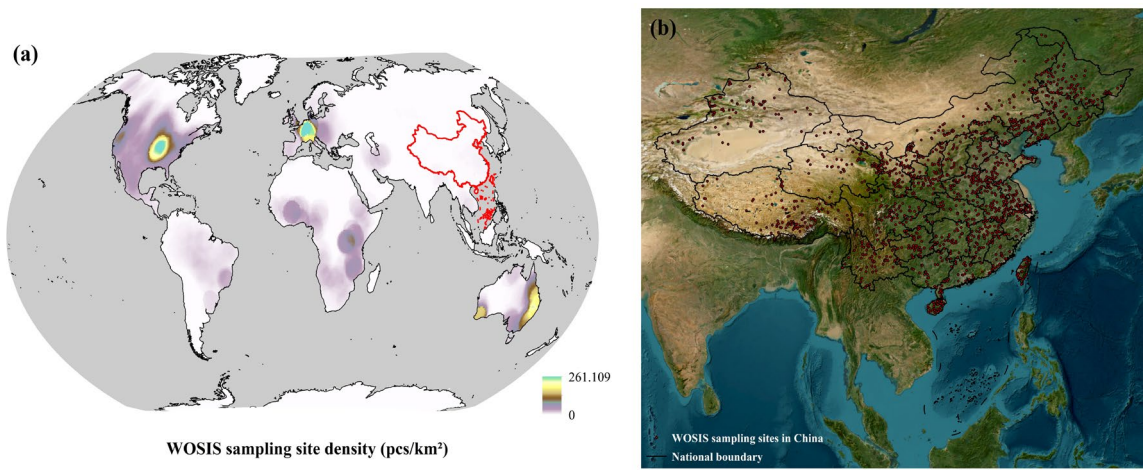 (a)
261.109
0
WOSIS sampling site density (pcs/km²)
(b)
WOSIS sampling sites in China
National boundary